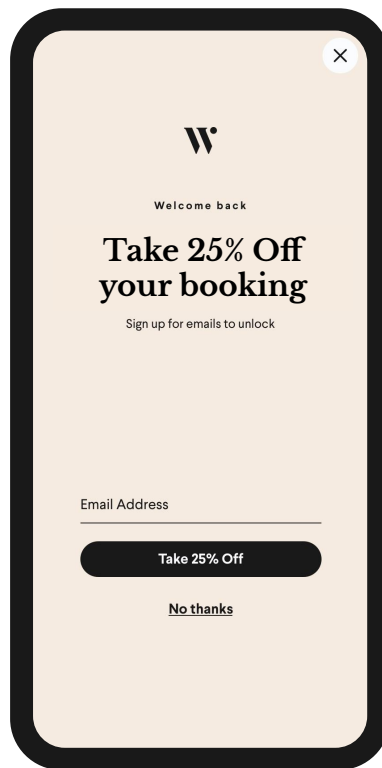 W
Welcome back
Take 25% Off
your booking
Sign up for emails to unlock
Email Address
Take 25% Off
No thanks